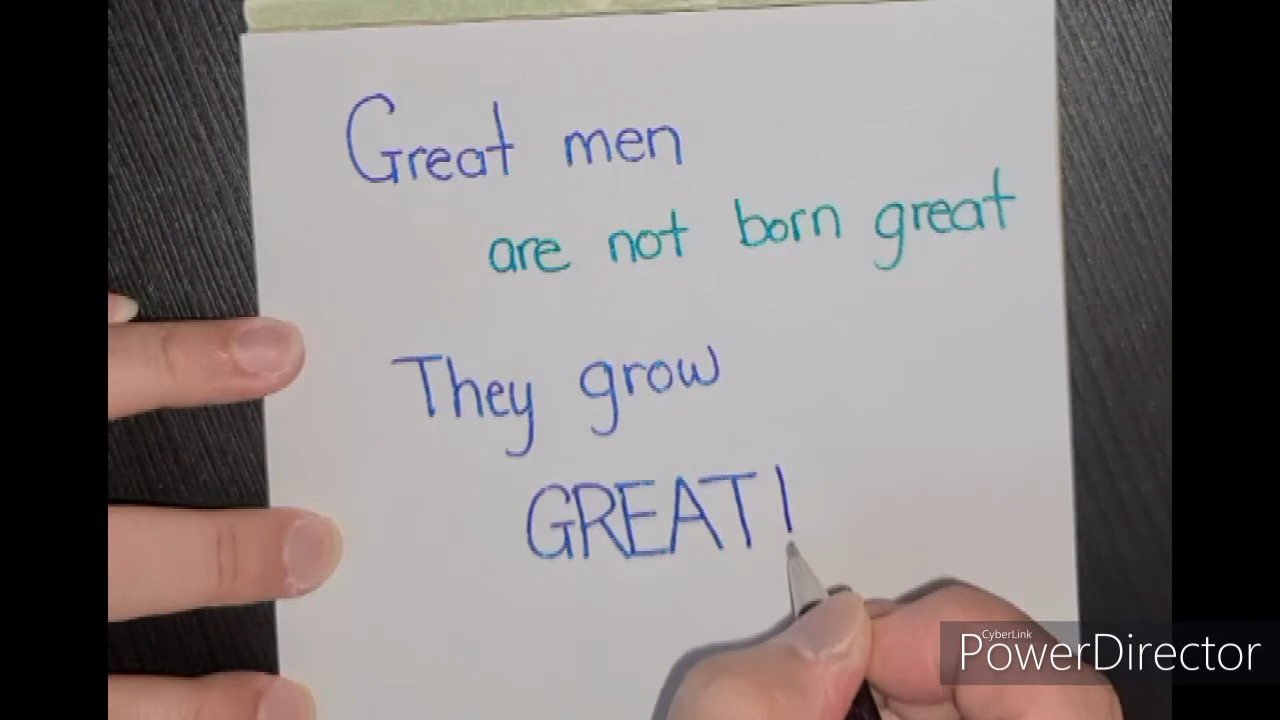 Great men
are not born great
They grow
GREAT!
CyberLink
PowerDirector